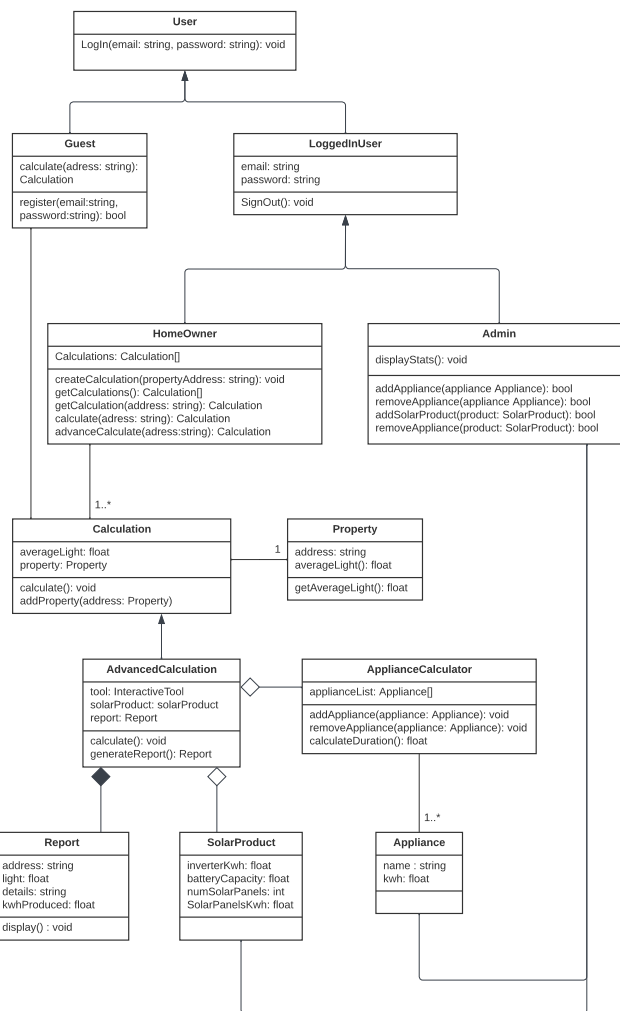 User
LogIn(email: string, password: string): void
Guest
calculate(adress: string):
Calculation
register(email:string,
password:string): bool
LoggedInUser
email: string
password: string
SignOut(): void
HomeOwner
Calculations: Calculation[]
createCalculation(propertyAddress: string): void
getCalculations(): Calculation[]
getCalculation(address: string): Calculation
calculate(adress: string): Calculation
advanceCalculate(adress:string): Calculation
Admin
displayStats(): void
addAppliance(appliance Appliance): bool
removeAppliance(appliance Appliance): bool
addSolarProduct(product: SolarProduct): bool
removeAppliance(product: SolarProduct): bool
1..*
Calculation
averageLight: float
property: Property
calculate(): void
addProperty(address: Property)
1
Property
address: string
averageLight(): float
getAverageLight(): float
AdvancedCalculation
tool: InteractiveTool
solarProduct: solarProduct
report: Report
calculate(): void
generateReport(): Report
ApplianceCalculator
applianceList: Appliance[]
addAppliance(appliance: Appliance): void
removeAppliance(appliance: Appliance): void
calculateDuration(): float
1..*
Report
address: string
light: float
details: string
kwhProduced: float
display() : void
SolarProduct
inverterKwh: float
batteryCapacity: float
numSolarPanels: int
SolarPanelsKwh: float
Appliance
name : string
kwh: float